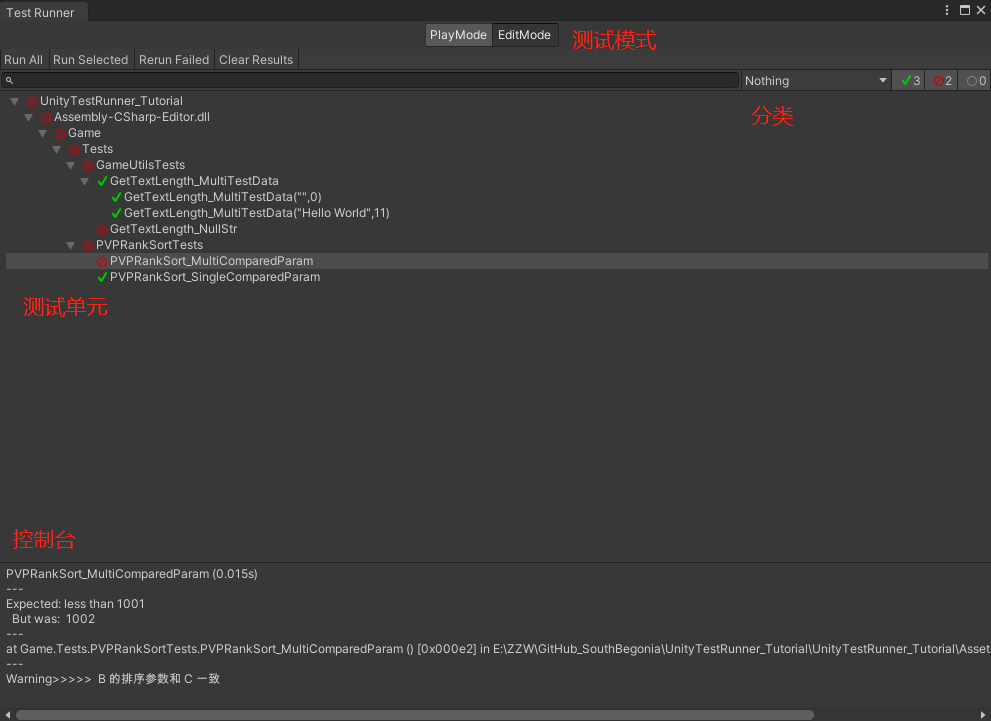 Test Runner
PlayMode EditMode 测试模式
Run All Run Selected Rerun Failed Clear Results
Nothing 3 2 0
UnityTestRunner_Tutorial
分类
Assembly-CSharp-Editor.dll
Game
Tests
GameUtilsTests
GetTextLength_MultiTestData
GetTextLength_MultiTestData("",0)
GetTextLength_MultiTestData("Hello World",11)
GetTextLength_NullStr
PVPRankSortTests
PVPRankSort_MultiComparedParam
PVPRankSort_SingleComparedParam
测试单元
控制台
PVPRankSort_MultiComparedParam (0.015s)
---
Expected: less than 1001
But was: 1002
---
at Game.Tests.PVPRankSortTests.PVPRankSort_MultiComparedParam () [0x000e2] in E:\ZZW\GitHub_SouthBegonia\UnityTestRunner_Tutorial\UnityTestRunner_Tutorial\Asset
---
Warning>>>>> B 的排序参数和 C 一致